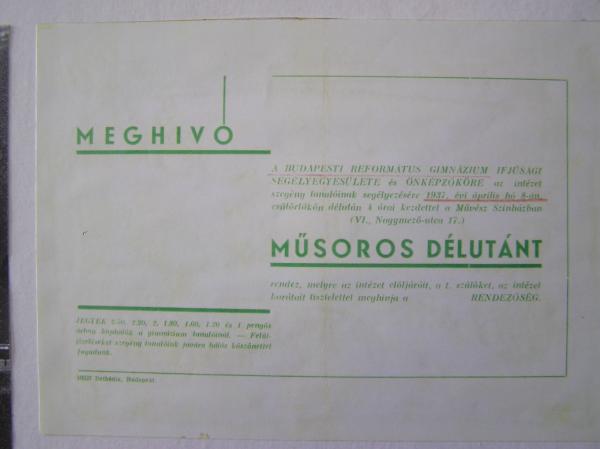 MEGHIVÓ
A BUDAPESTI REFORMÁTUS GIMNÁZIUM IFJÚSÁGI
SEGÉLYEGYESÜLETE és ÖNKÉPZŐKÖRE az intézet
szegény tanulóinak segélyezésére 1937. évi április hó 8-án,
csütörtökön délután 4 órai kezdettel a Művész Színházban
(VI., Nagymező-utca 17.)
MŰSOROS DÉLUTÁNT
rendez, melyre az intézet elöljáróit, a t. szülőket, az intézet
barátait tisztelettel meghívja a RENDEZŐSÉG.
JEGYEK 2.50, 2.20, 2, 1.80, 1.60, 1.20 és 1 pengős
árban kaphatók a gimnázium tanulóinál. — Felül-
fizetéseket szegény tanulóink javára hálás köszönettel
fogadunk.
Bethánia, Budapest